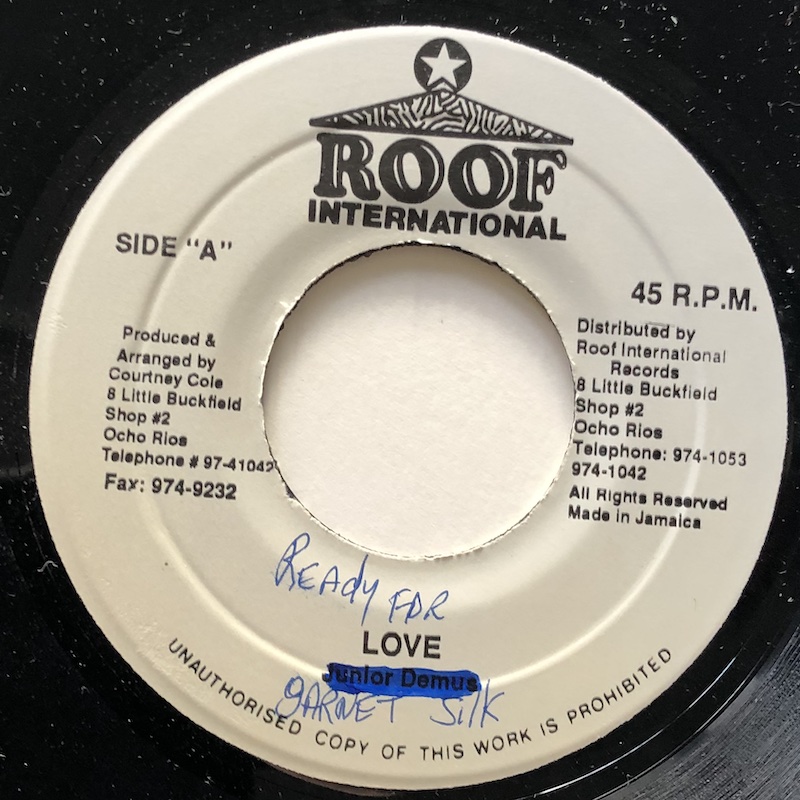 ROOF
INTERNATIONAL
SIDE "A"
45 R.P.M.
Produced &
Arranged by
Courtney Cole
8 Little Buckfield
Shop #2
Ocho Rios
Telephone # 97-41042
Fax: 974-9232
Distributed by
Roof International
Records
8 Little Buckfield
Shop #2
Ocho Rios
Telephone: 974-1053
974-1042
All Rights Reserved
Made in Jamaica
READY FOR
LOVE
Junior Demus
GARNET SILK
UNAUTHORISED COPY OF THIS WORK IS PROHIBITED